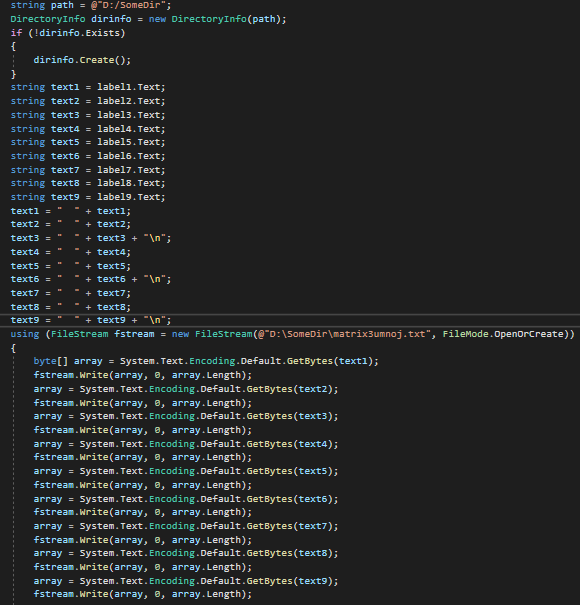 string path = @"D:/SomeDir";
DirectoryInfo dirinfo = new DirectoryInfo(path);
if (!dirinfo.Exists)
{
    dirinfo.Create();
}
string text1 = label1.Text;
string text2 = label2.Text;
string text3 = label3.Text;
string text4 = label4.Text;
string text5 = label5.Text;
string text6 = label6.Text;
string text7 = label7.Text;
string text8 = label8.Text;
string text9 = label9.Text;
text1 = "  " + text1;
text2 = "  " + text2;
text3 = "  " + text3 + "\n";
text4 = "  " + text4;
text5 = "  " + text5;
text6 = "  " + text6 + "\n";
text7 = "  " + text7;
text8 = "  " + text8;
text9 = "  " + text9 + "\n";
using (FileStream fstream = new FileStream(@"D:\SomeDir\matrix3umnoj.txt", FileMode.OpenOrCreate))
{
    byte[] array = System.Text.Encoding.Default.GetBytes(text1);
    fstream.Write(array, 0, array.Length);
    array = System.Text.Encoding.Default.GetBytes(text2);
    fstream.Write(array, 0, array.Length);
    array = System.Text.Encoding.Default.GetBytes(text3);
    fstream.Write(array, 0, array.Length);
    array = System.Text.Encoding.Default.GetBytes(text4);
    fstream.Write(array, 0, array.Length);
    array = System.Text.Encoding.Default.GetBytes(text5);
    fstream.Write(array, 0, array.Length);
    array = System.Text.Encoding.Default.GetBytes(text6);
    fstream.Write(array, 0, array.Length);
    array = System.Text.Encoding.Default.GetBytes(text7);
    fstream.Write(array, 0, array.Length);
    array = System.Text.Encoding.Default.GetBytes(text8);
    fstream.Write(array, 0, array.Length);
    array = System.Text.Encoding.Default.GetBytes(text9);
    fstream.Write(array, 0, array.Length);